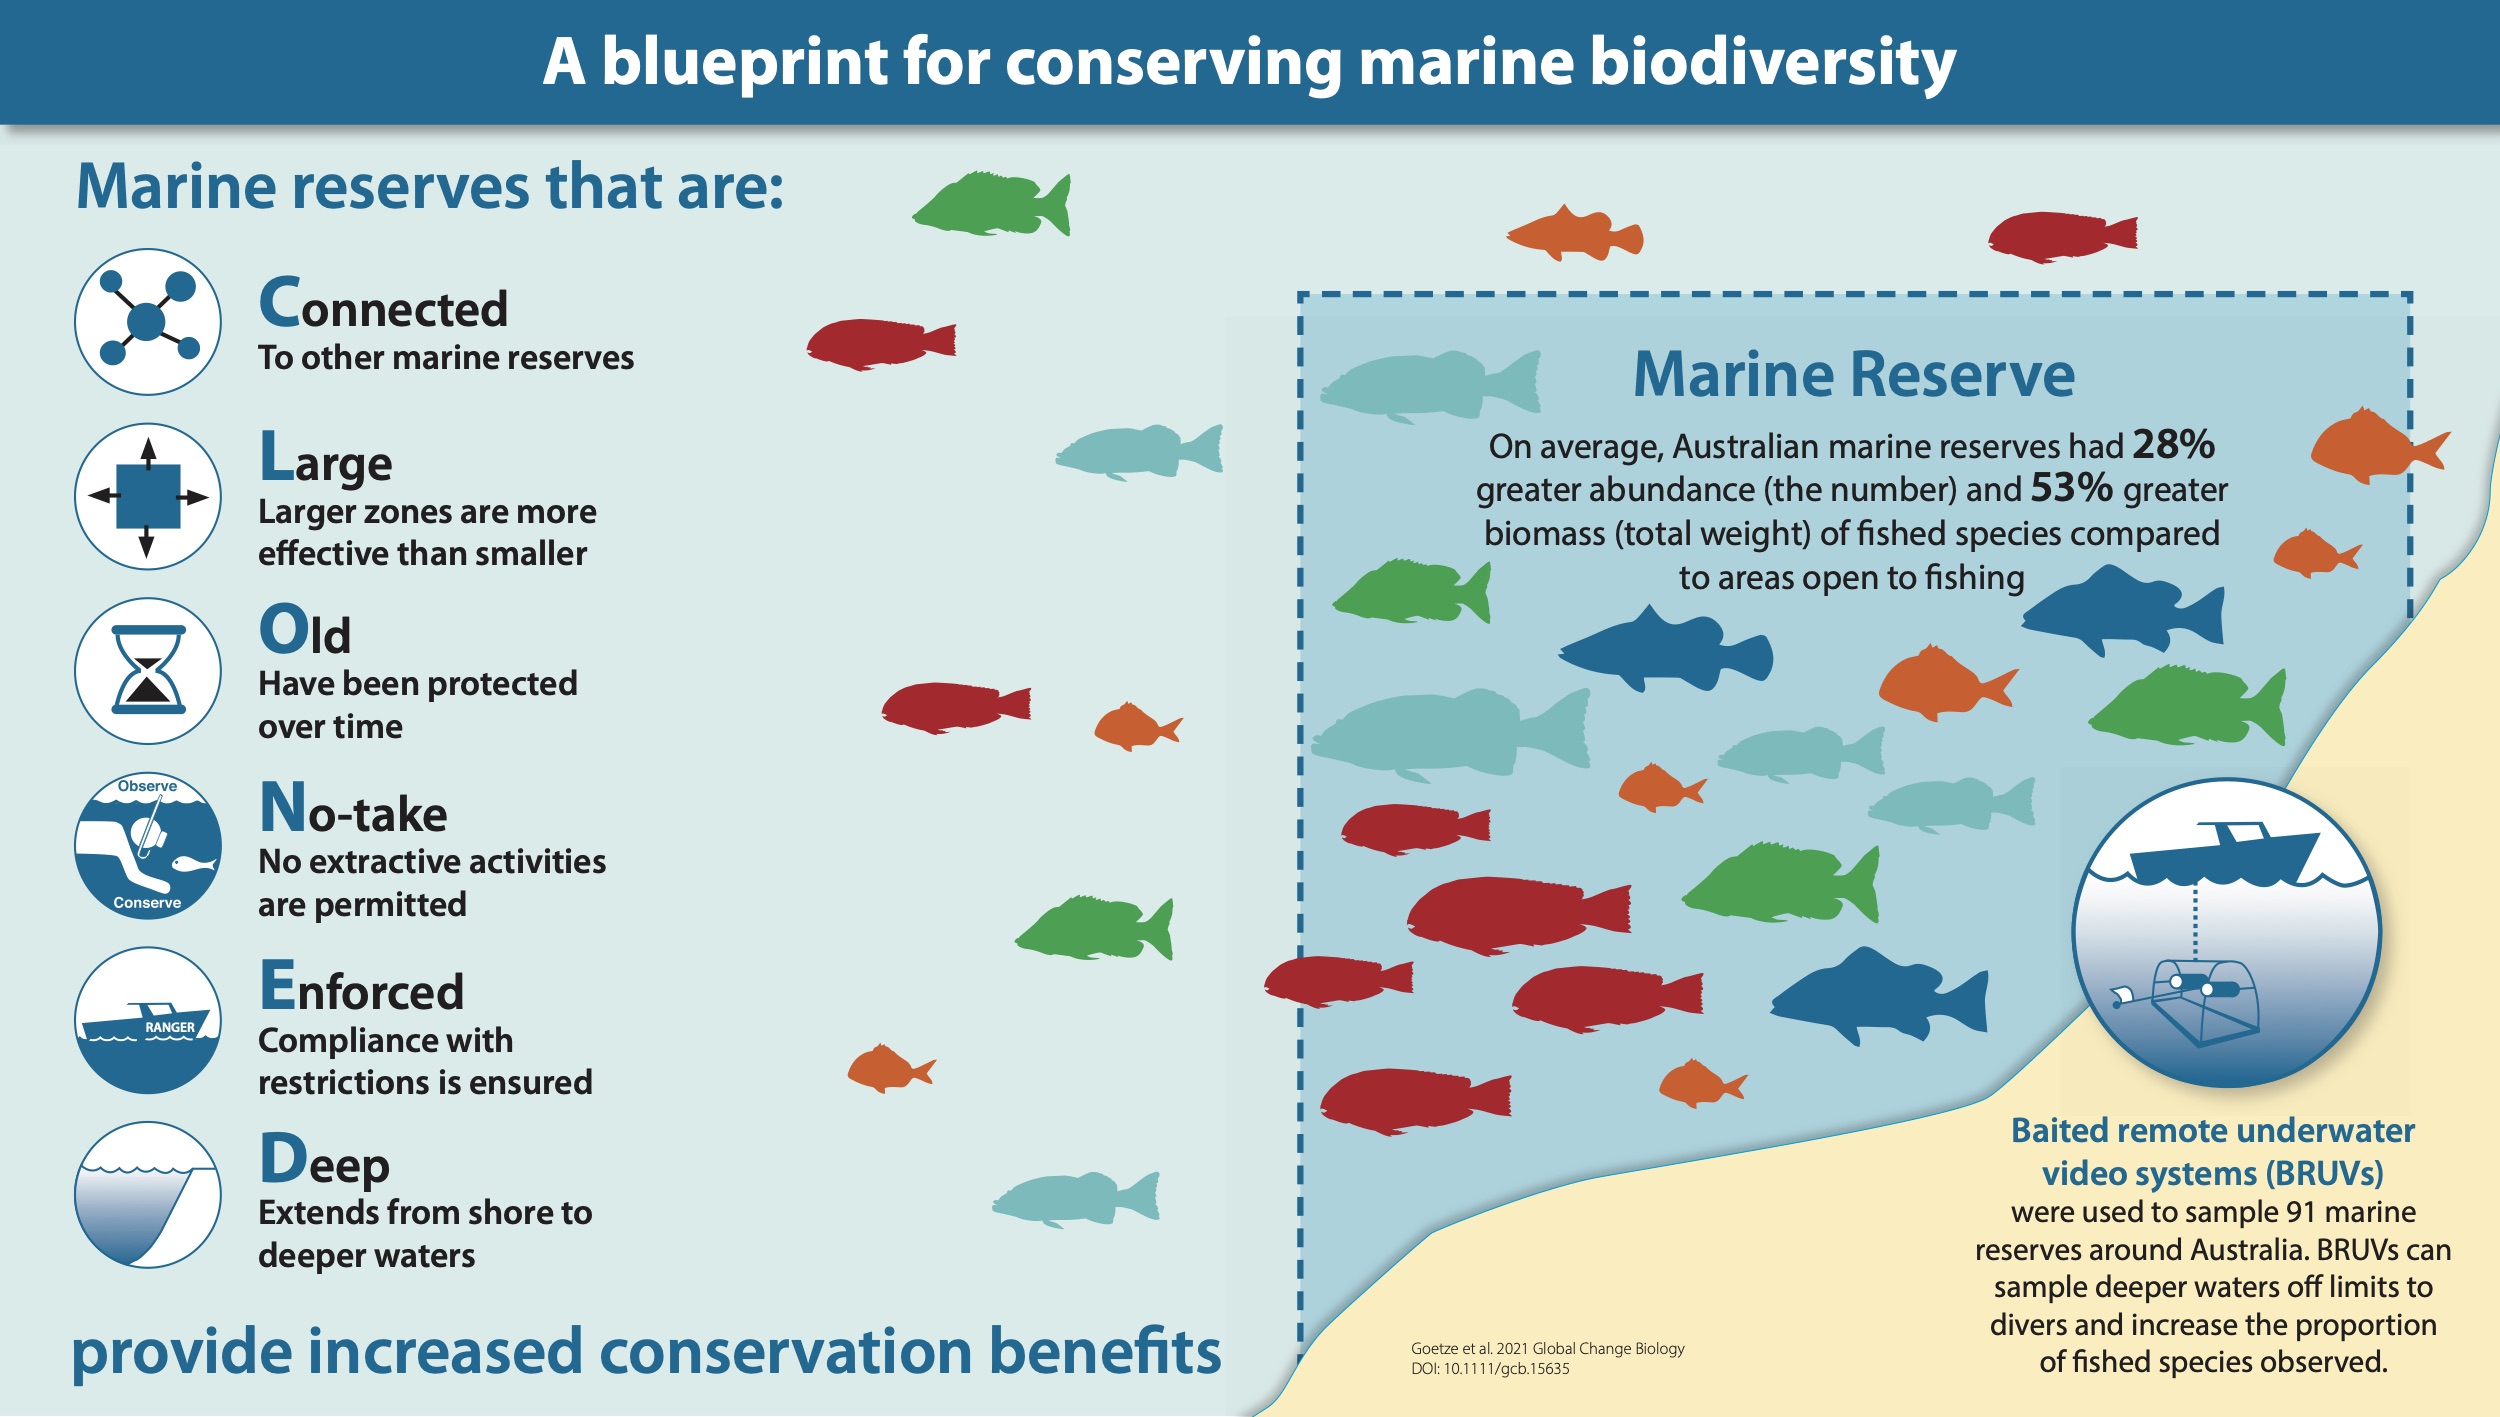 A blueprint for conserving marine biodiversity
Marine reserves that are:
Connected
To other marine reserves
Large
Larger zones are more
effective than smaller
Old
Have been protected
over time
Observe
Conserve
No-take
No extractive activities
are permitted
RANGER
Enforced
Compliance with
restrictions is ensured
Deep
Extends from shore to
deeper waters
provide increased conservation benefits
Marine Reserve
On average, Australian marine reserves had 28%
greater abundance (the number) and 53% greater
biomass (total weight) of fished species compared
to areas open to fishing
Baited remote underwater
video systems (BRUVs)
were used to sample 91 marine
reserves around Australia. BRUVs can
sample deeper waters off limits to
divers and increase the proportion
of fished species observed.
Goetze et al. 2021 Global Change Biology
DOI: 10.1111/gcb.15635